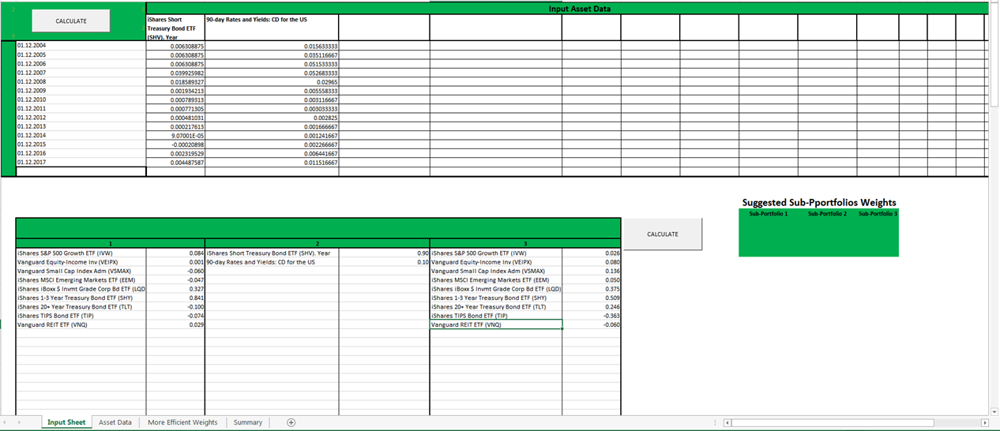 Input Asset Data
CALCULATE
iShares Short Treasury Bond ETF (SHV). Year
90-day Rates and Yields: CD for the US
01.12.2004 0.006308875 0.015633333
01.12.2005 0.006308875 0.035116667
01.12.2006 0.006308875 0.051533333
01.12.2007 0.039925982 0.052683333
01.12.2008 0.018589327 0.02965
01.12.2009 0.001934213 0.005558333
01.12.2010 0.000789313 0.003116667
01.12.2011 0.000771305 0.003033333
01.12.2012 0.000481031 0.002825
01.12.2013 0.000217613 0.001666667
01.12.2014 9.07001E-05 0.001241667
01.12.2015 -0.00020898 0.002266667
01.12.2016 0.002319529 0.006441667
01.12.2017 0.004487587 0.011516667
Suggested Sub-Pportfolios Weights
Sub-Portfolio 1 Sub-Portfolio 2 Sub-Portfolio 3
CALCULATE
1 2 3
iShares S&P 500 Growth ETF (IVW) 0.084 iShares Short Treasury Bond ETF (SHV). Year 0.90 iShares S&P 500 Growth ETF (IVW) 0.026
Vanguard Equity-Income Inv (VEIPX) 0.001 90-day Rates and Yields: CD for the US 0.10 Vanguard Equity-Income Inv (VEIPX) 0.080
Vanguard Small Cap Index Adm (VSMAX) -0.060 Vanguard Small Cap Index Adm (VSMAX) 0.136
iShares MSCI Emerging Markets ETF (EEM) -0.047 iShares MSCI Emerging Markets ETF (EEM) 0.050
iShares iBoxx $ Invmt Grade Corp Bd ETF (LQD 0.327 iShares iBoxx $ Invmt Grade Corp Bd ETF (LQD) 0.375
iShares 1-3 Year Treasury Bond ETF (SHY) 0.841 iShares 1-3 Year Treasury Bond ETF (SHY) 0.509
iShares 20+ Year Treasury Bond ETF (TLT) -0.100 iShares 20+ Year Treasury Bond ETF (TLT) 0.246
iShares TIPS Bond ETF (TIP) -0.074 iShares TIPS Bond ETF (TIP) -0.363
Vanguard REIT ETF (VNQ) 0.029 Vanguard REIT ETF (VNQ) -0.060
Input Sheet Asset Data More Efficient Weights Summary